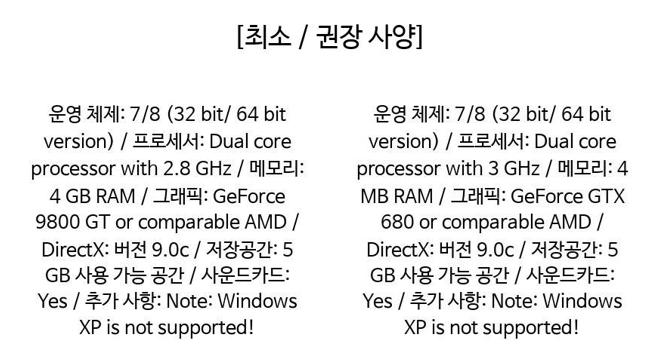 [최소 / 권장 사양]
운영 체제: 7/8 (32 bit/ 64 bit
version) / 프로세서: Dual core
processor with 2.8 GHz / 메모리:
4 GB RAM / 그래픽: GeForce
9800 GT or comparable AMD /
DirectX: 버전 9.0c / 저장공간: 5
GB 사용 가능 공간 / 사운드카드:
Yes / 추가 사항: Note: Windows
XP is not supported!
운영 체제: 7/8 (32 bit/ 64 bit
version) / 프로세서: Dual core
processor with 3 GHz / 메모리: 4
MB RAM / 그래픽: GeForce GTX
680 or comparable AMD /
DirectX: 버전 9.0c / 저장공간: 5
GB 사용 가능 공간 / 사운드카드:
Yes / 추가 사항: Note: Windows
XP is not supported!